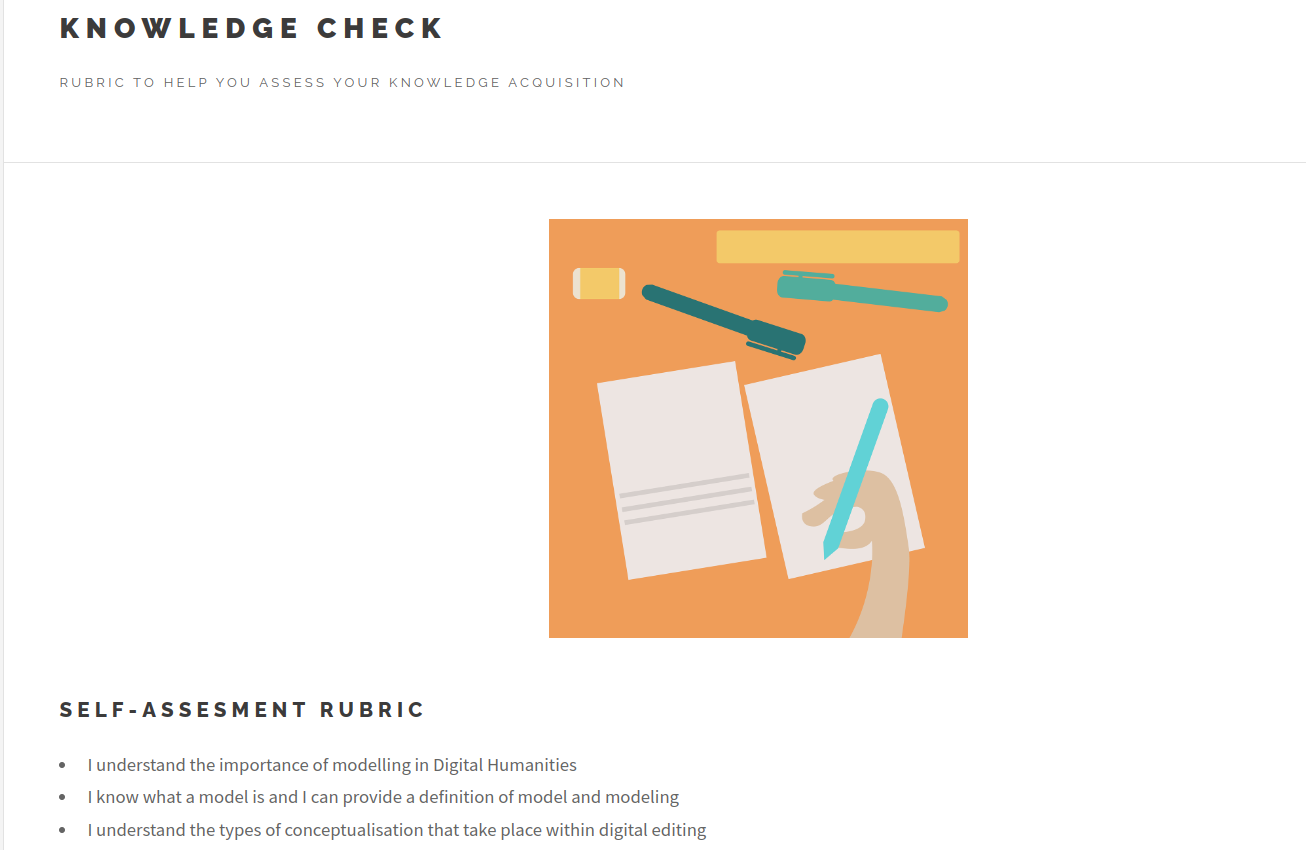 KNOWLEDGE CHECK
RUBRIC TO HELP YOU ASSESS YOUR KNOWLEDGE ACQUISITION
SELF-ASSESMENT RUBRIC
• I understand the importance of modelling in Digital Humanities
• I know what a model is and I can provide a definition of model and modeling
• I understand the types of conceptualisation that take place within digital editing